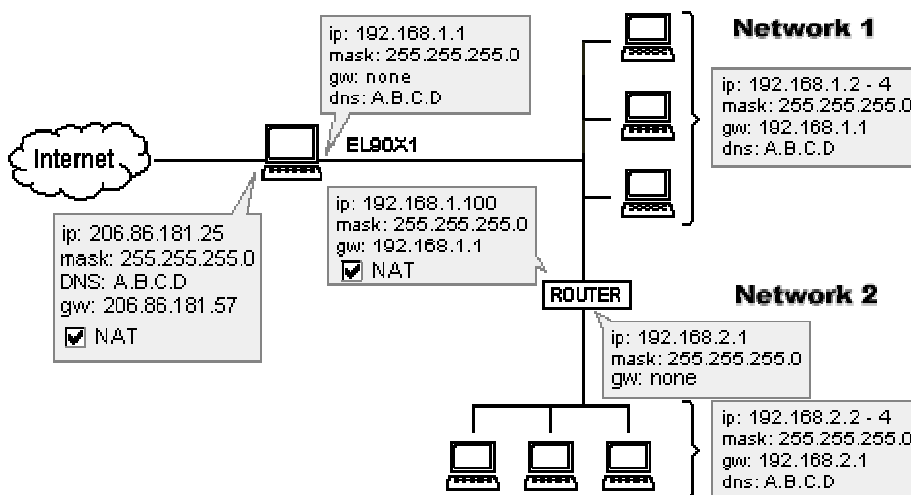 ip: 192.168.1.1
mask: 255.255.255.0
gw: none
dns: A.B.C.D
Network 1
ip: 192.168.1.2 - 4
mask: 255.255.255.0
gw: 192.168.1.1
dns: A.B.C.D
Internet
EL90X1
ip: 206.86.181.25
mask: 255.255.255.0
DNS: A.B.C.D
gw: 206.86.181.57
NAT
ip: 192.168.1.100
mask: 255.255.255.0
gw: 192.168.1.1
NAT
ROUTER
Network 2
ip: 192.168.2.1
mask: 255.255.255.0
gw: none
ip: 192.168.2.2 - 4
mask: 255.255.255.0
gw: 192.168.2.1
dns: A.B.C.D